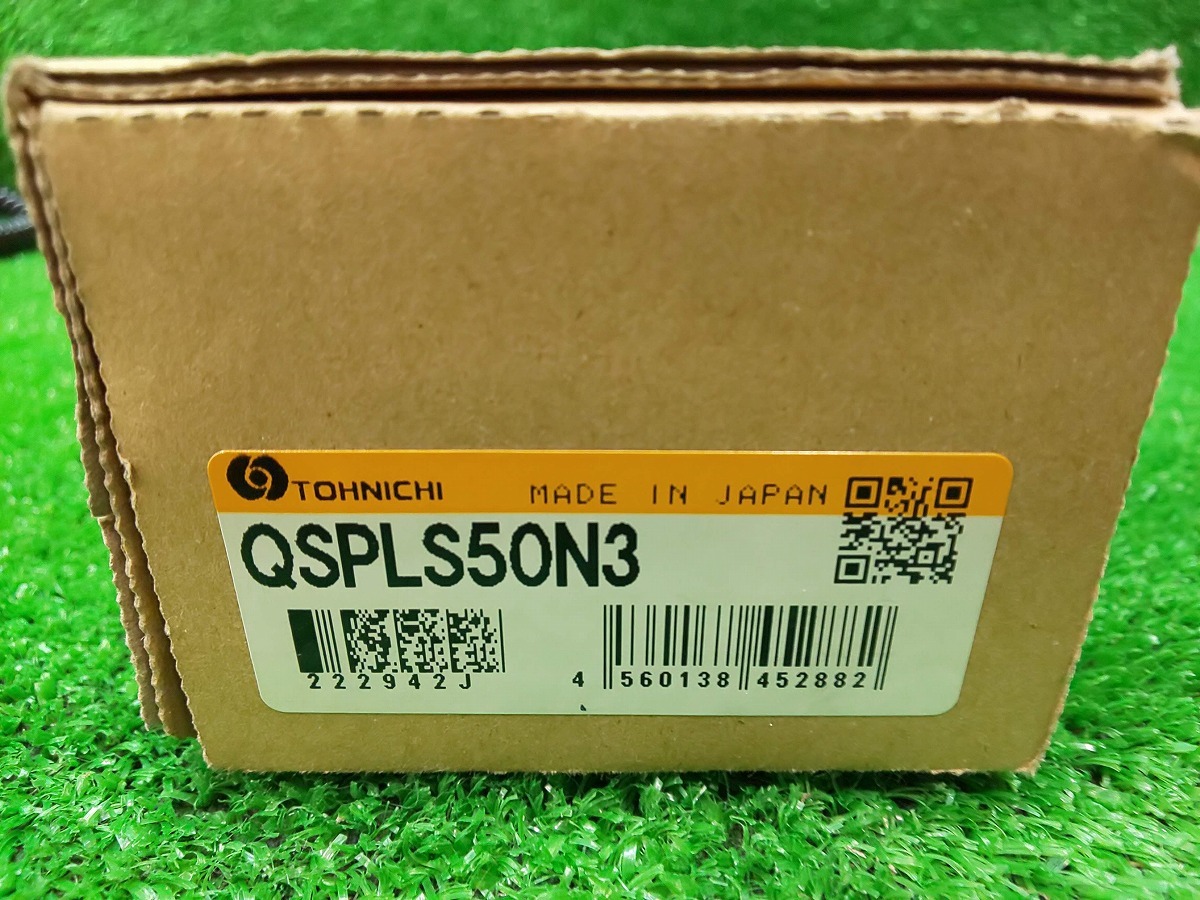 TOHNICHI MADE IN JAPAN
QSPLS50N3
222942J
4 560138 452882